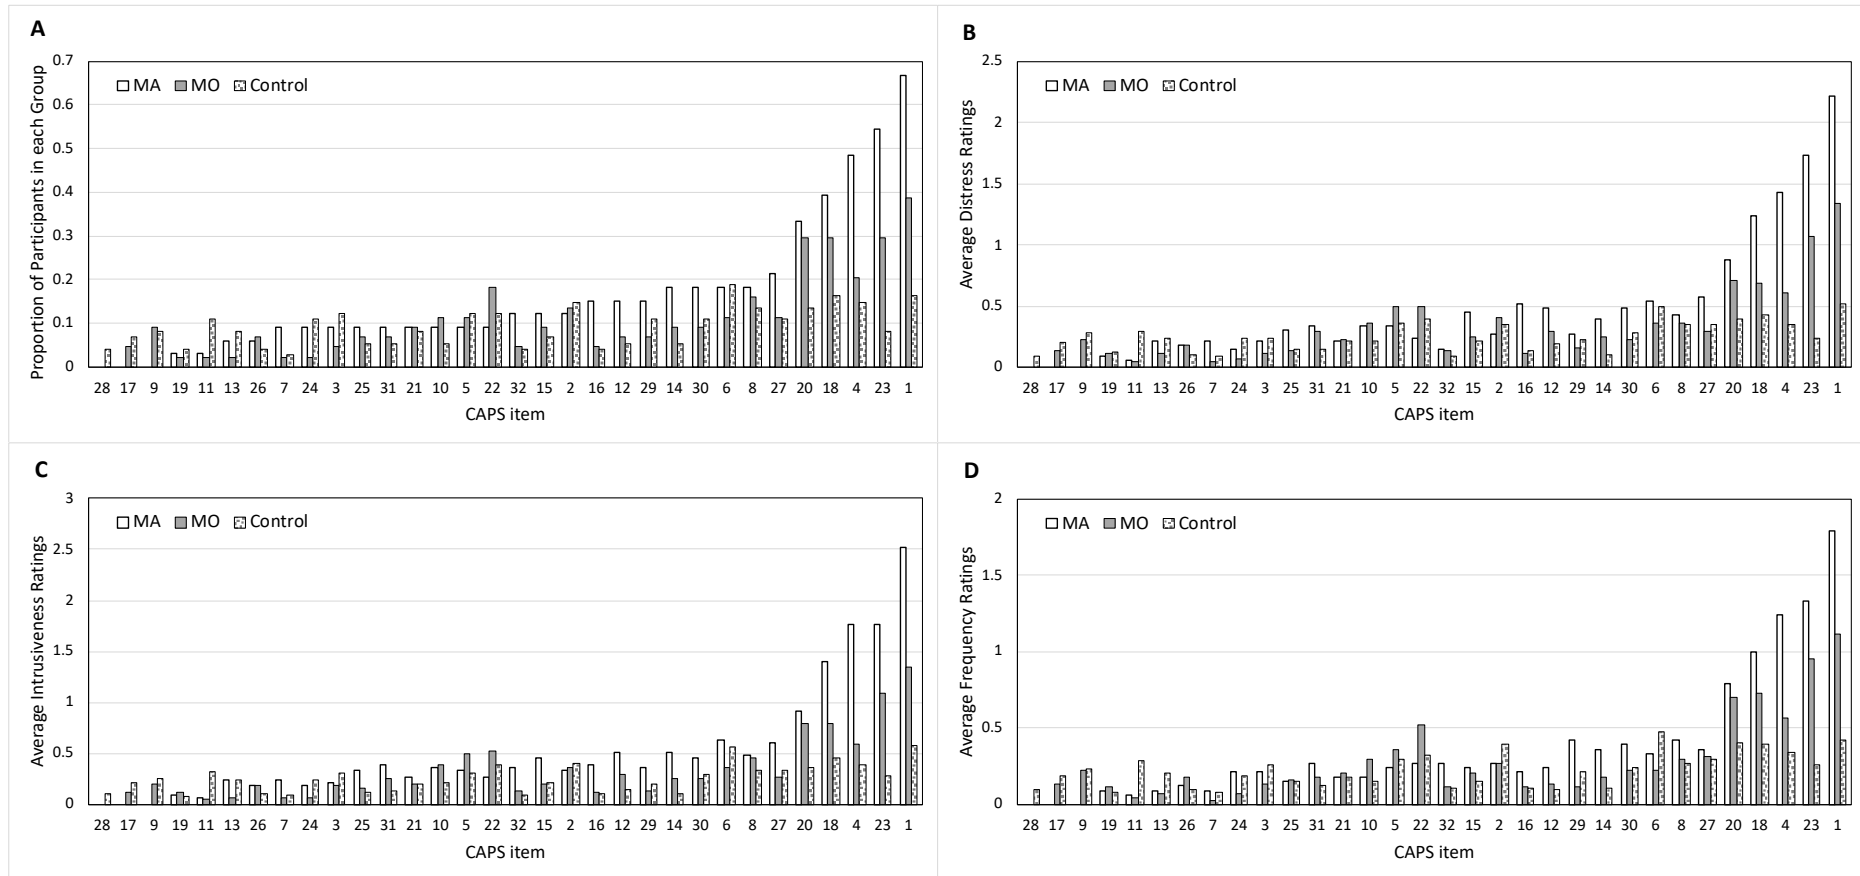 A
Proportion of Participants in each Group
0.7
0.6
0.5
0.4
0.3
0.2
0.1
0
MA MO Control
28 17 9 19 11 13 26 7 24 3 25 31 21 10 5 22 32 15 2 16 12 29 14 30 6 8 27 20 18 4 23 1
CAPS item
B
Average Distress Ratings
2.5
2
1.5
1
0.5
0
MA MO Control
28 17 9 19 11 13 26 7 24 3 25 31 21 10 5 22 32 15 2 16 12 29 14 30 6 8 27 20 18 4 23 1
CAPS item
C
Average Intrusiveness Ratings
3
2.5
2
1.5
1
0.5
0
MA MO Control
28 17 9 19 11 13 26 7 24 3 25 31 21 10 5 22 32 15 2 16 12 29 14 30 6 8 27 20 18 4 23 1
CAPS item
D
Average Frequency Ratings
2
1.5
1
0.5
0
MA MO Control
28 17 9 19 11 13 26 7 24 3 25 31 21 10 5 22 32 15 2 16 12 29 14 30 6 8 27 20 18 4 23 1
CAPS item